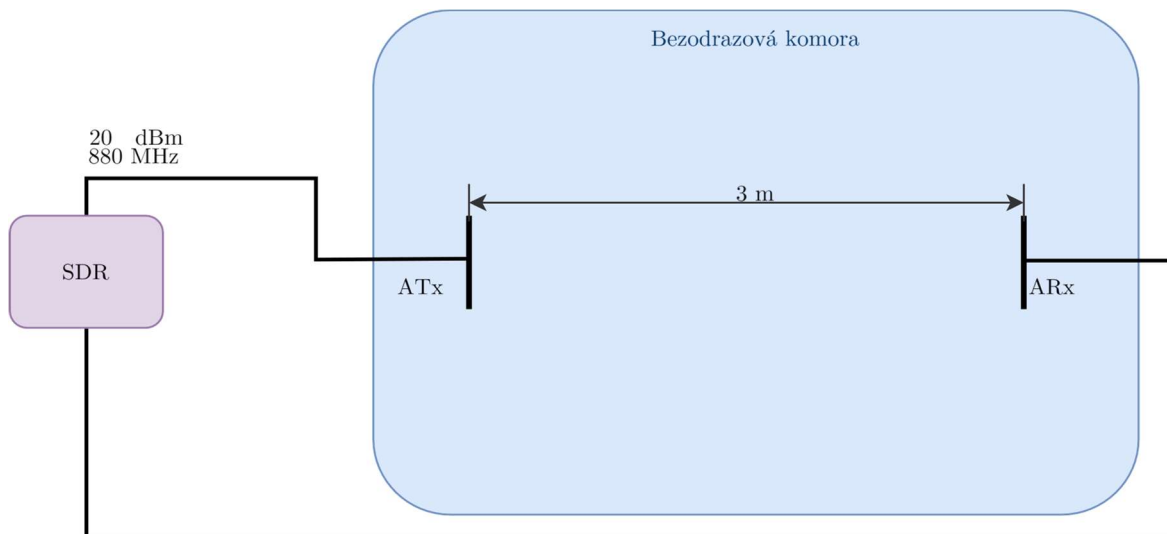 Bezodrazová komora
20 dBm
880 MHz
3 m
SDR
ATx
ARx